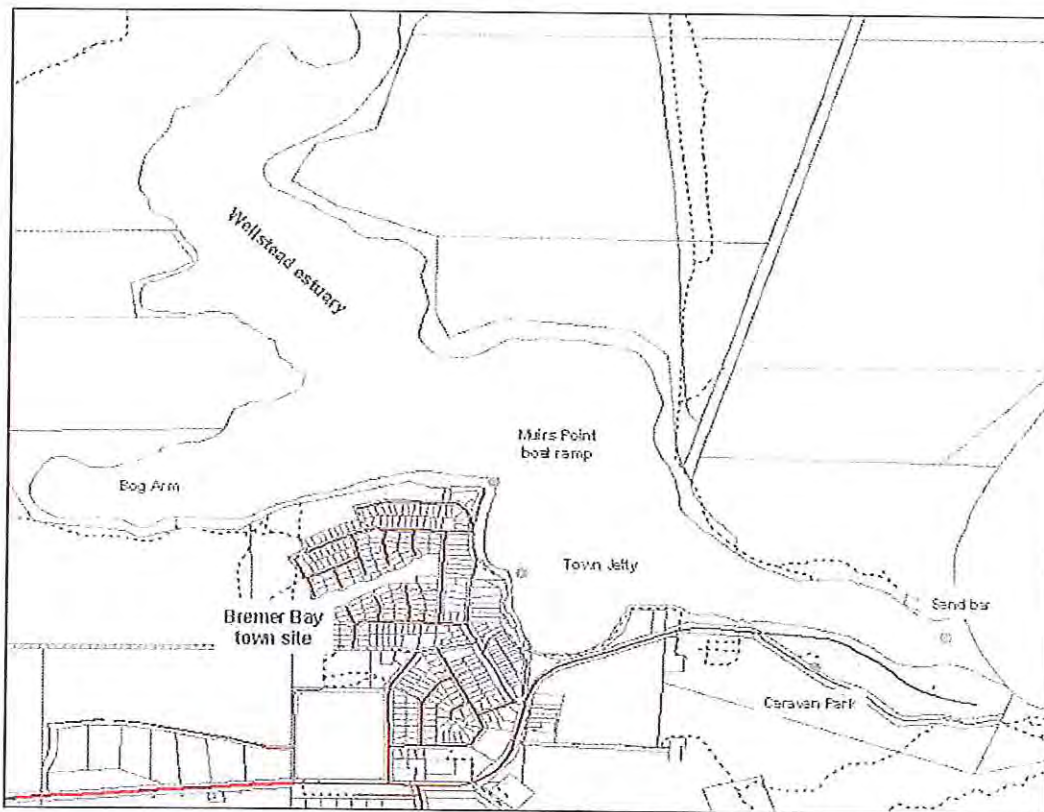 Wellstead estuary
Muirs Point
boat ramp
Bog Arm
Town Jetty
Sand bar
Bremer Bay
town site
Caravan Park